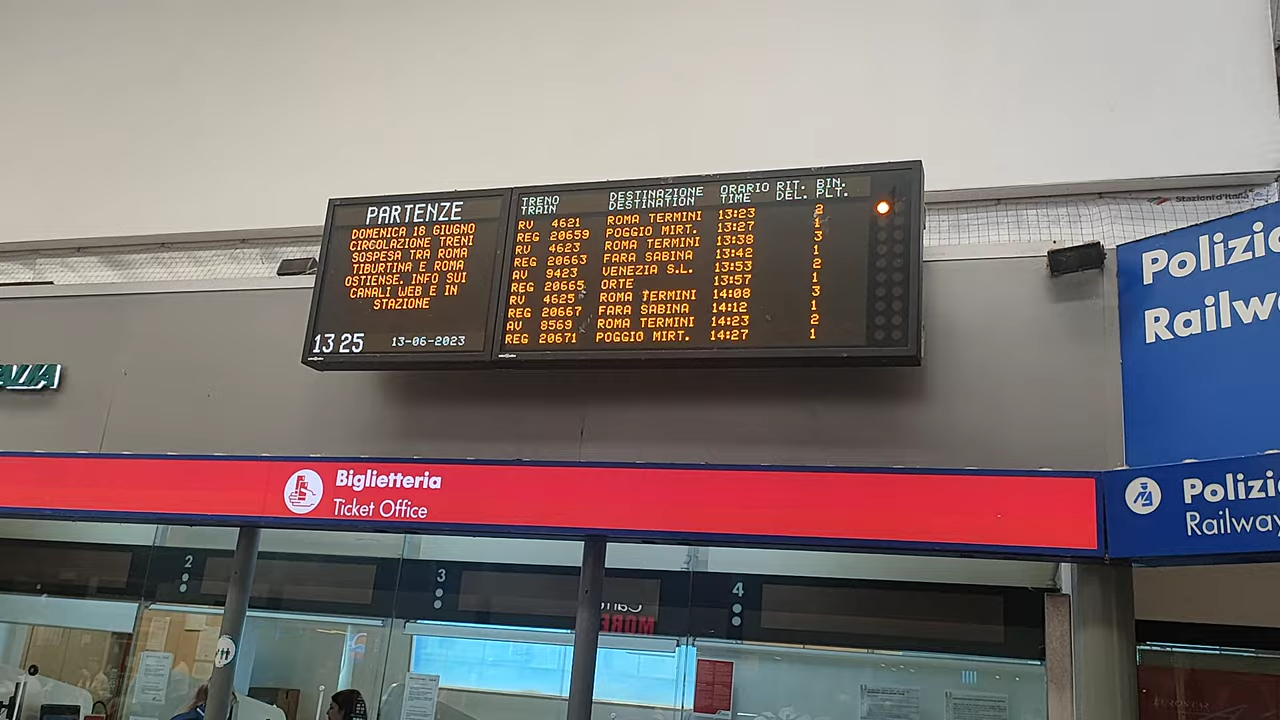 PARTENZE
DOMENICA 18 GIUGNO
CIRCOLAZIONE TRENI
SOSPESA TRA ROMA
TIBURTINA E ROMA
OSTIENSE. INFO SUI
CANALI WEB E IN
STAZIONE
13 25 13-06-2023
TRENO DESTINAZIONE ORARIO RIT. BIN.
TRAIN DESTINATION TIME DEL. PLT.
RV 4621 ROMA TERMINI 13:23 2
REG 20659 POGGIO MIRT. 13:27 1
RV 4623 ROMA TERMINI 13:38 3
REG 20663 FARA SABINA 13:42 1
AV 9423 VENEZIA S.L. 13:53 2
REG 20665 ORTE 13:57 1
RV 4625 ROMA TERMINI 14:08 3
REG 20667 FARA SABINA 14:12 1
AV 8569 ROMA TERMINI 14:23 2
REG 20671 POGGIO MIRT. 14:27 1
Polizia
Railw
ALIA
Biglietteria
Ticket Office
Polizi
Railway
2
3
4
MORE